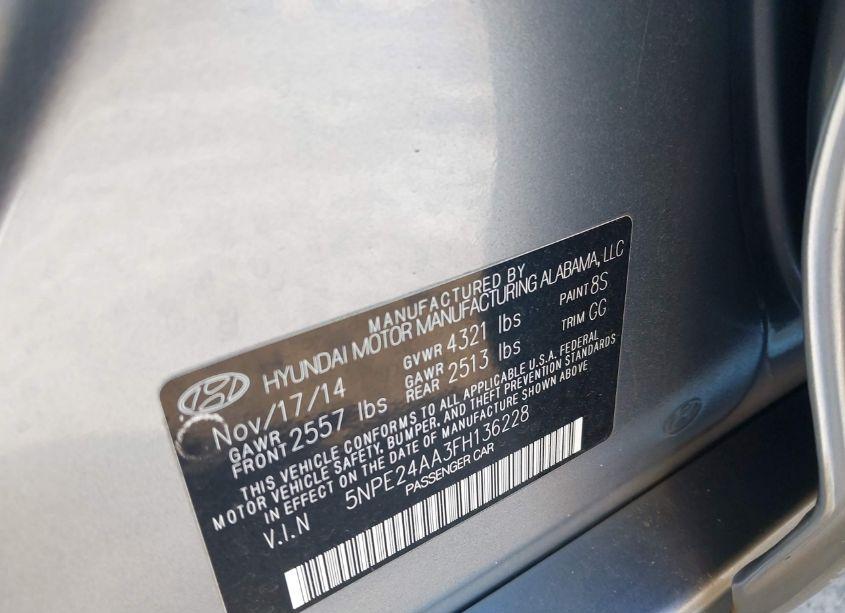 MANUFACTURED BY
HYUNDAI MOTOR MANUFACTURING ALABAMA, LLC
Nov/17/14 GVWR 4321 lbs PAINT 8S
GAWR FRONT 2557 lbs GAWR REAR 2513 lbs TRIM GG
THIS VEHICLE CONFORMS TO ALL APPLICABLE U.S.A. FEDERAL
MOTOR VEHICLE SAFETY, BUMPER, AND THEFT PREVENTION STANDARDS
IN EFFECT ON THE DATE OF MANUFACTURE SHOWN ABOVE.
V.I.N 5NPE24AA3FH136228
PASSENGER CAR